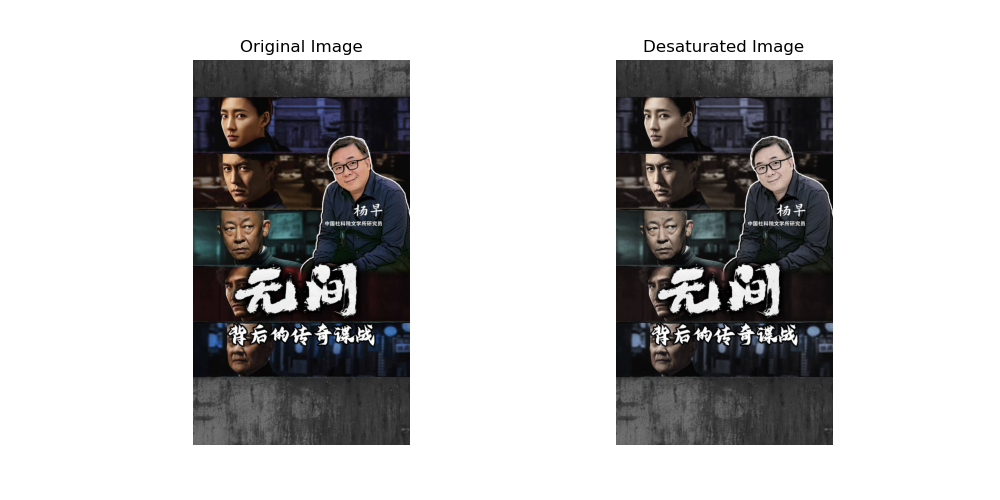 Original Image
杨早
中国社科院文学所研究员
无间
背后的传奇谍战
Desaturated Image
杨早
中国社科院文学所研究员
无间
背后的传奇谍战